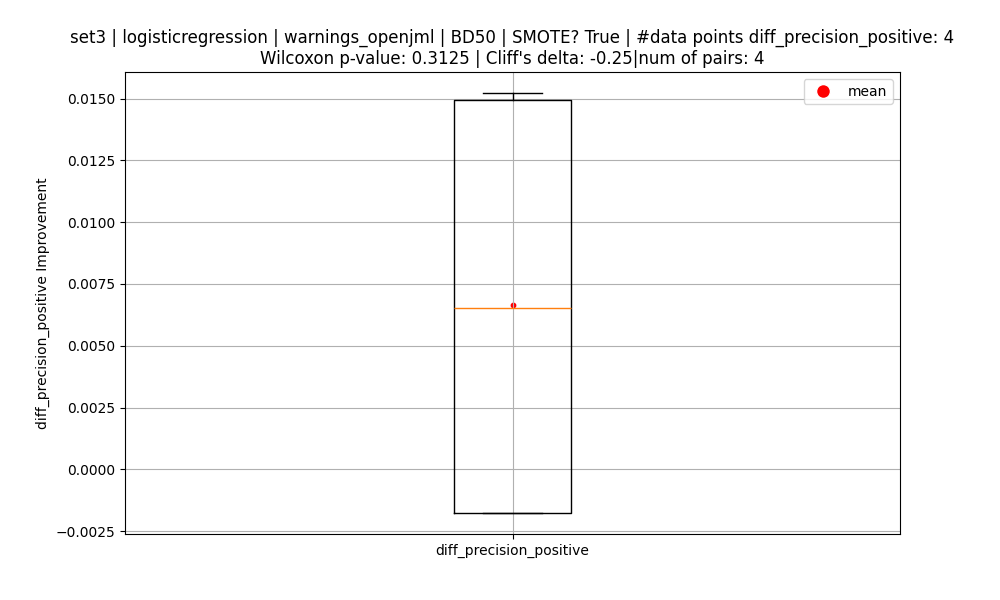 set3 | logisticregression | warnings_openjml | BD50 | SMOTE? True | #data points diff_precision_positive: 4
Wilcoxon p-value: 0.3125 | Cliff's delta: -0.25|num of pairs: 4
mean
0.0150
0.0125
0.0100
0.0075
0.0050
0.0025
0.0000
−0.0025
diff_precision_positive Improvement
diff_precision_positive